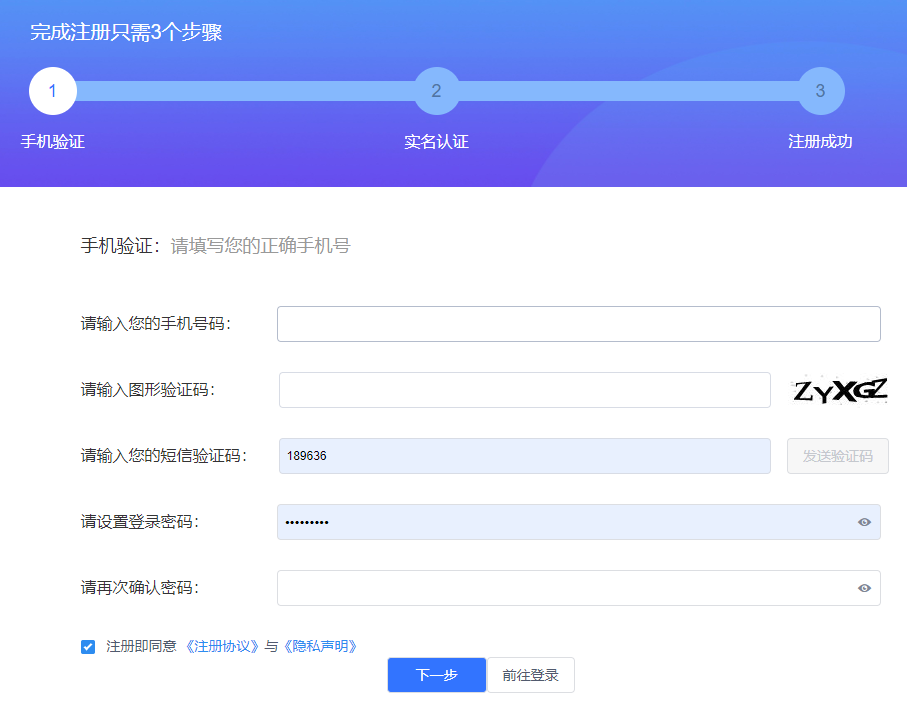 完成注册只需3个步骤
1 2 3
手机验证 实名认证 注册成功
手机验证：请填写您的正确手机号
请输入您的手机号码：
请输入图形验证码： ZYXGZ
请输入您的短信验证码： 189636 发送验证码
请设置登录密码： •••••••••
请再次确认密码：
注册即同意 《注册协议》与《隐私声明》
下一步 前往登录